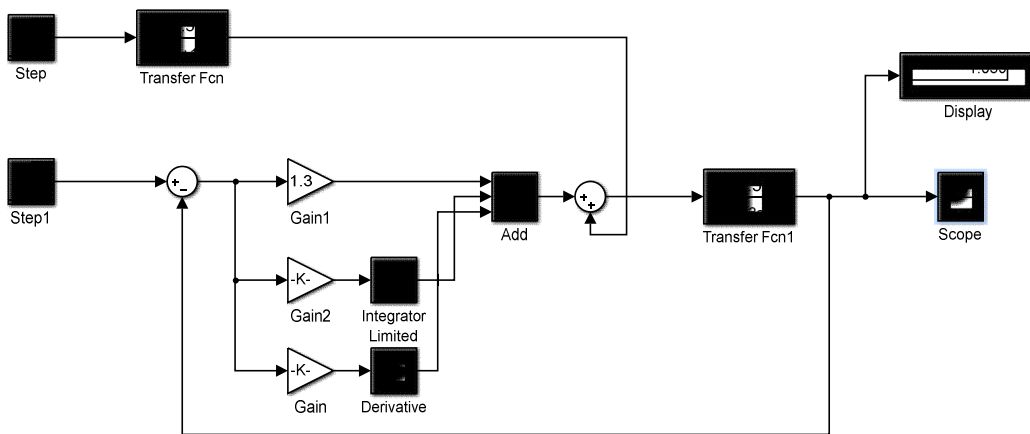 Step
Transfer Fcn
Display
Step1
+
−
1.3
Gain1
Add
+
+
Transfer Fcn1
Scope
-K-
Gain2
Integrator
Limited
-K-
Gain
Derivative